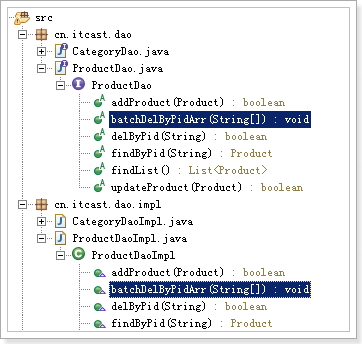 src
cn.itcast.dao
CategoryDao.java
ProductDao.java
ProductDao
addProduct(Product) : boolean
batchDelByPidArr(String[]) : void
delByPid(String) : boolean
findByPid(String) : Product
findList() : List<Product>
updateProduct(Product) : boolean
cn.itcast.dao.impl
CategoryDaoImpl.java
ProductDaoImpl.java
ProductDaoImpl
addProduct(Product) : boolean
batchDelByPidArr(String[]) : void
delByPid(String) : boolean
findByPid(String) : Product